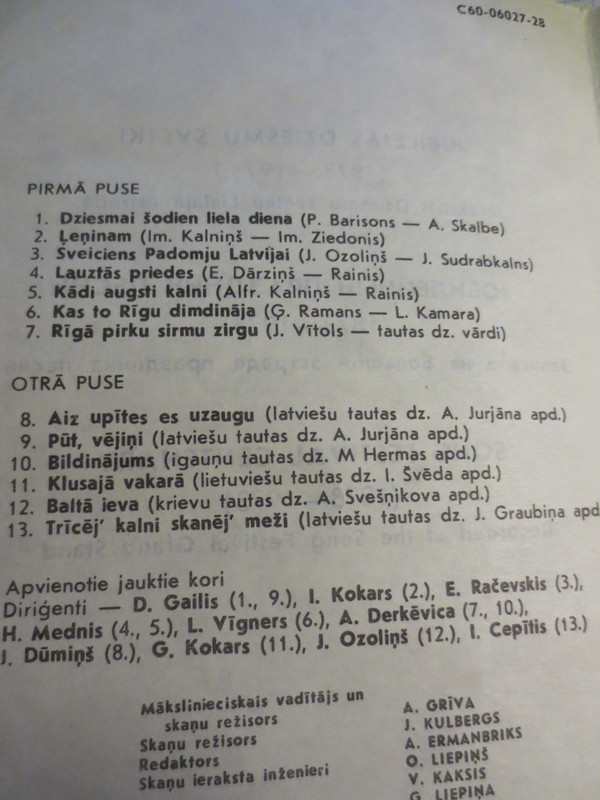 C60-06027-28
PIRMĀ PUSE
1. Dziesmai šodien liela diena (P. Barisons — A. Skalbe)
2. Ļeņinam (Im. Kalniņš — Im. Ziedonis)
3. Sveiciens Padomju Latvijai (J. Ozoliņš — J. Sudrabkalns)
4. Lauztās priedes (E. Dārziņš — Rainis)
5. Kādi augsti kalni (Alfr. Kalniņš — Rainis)
6. Kas to Rīgu dimdināja (Ģ. Ramans — L. Kamara)
7. Rīgā pirku sirmu zirgu (J. Vītols — tautas dz. vārdi)
OTRĀ PUSE
8. Aiz upītes es uzaugu (latviešu tautas dz. A. Jurjāna apd.)
9. Pūt, vējiņi (latviešu tautas dz. A. Jurjāna apd.)
10. Bildinājums (igauņu tautas dz. M Hermas apd.)
11. Klusajā vakarā (lietuviešu tautas dz. I. Švēda apd.)
12. Baltā ieva (krievu tautas dz. A. Svešņikova apd.)
13. Trīcēj' kalni skanēj' meži (latviešu tautas dz. J. Graubiņa apd
Apvienotie jauktie kori
Diriģenti — D. Gailis (1., 9.), I. Kokars (2.), E. Račevskis (3.),
H. Mednis (4., 5.), L. Vīgners (6.), A. Derkēvica (7., 10.),
J. Dūmiņš (8.), G. Kokars (11.), J. Ozoliņš (12.), I. Cepītis (13.)
Mākslinieciskais vadītājs un
skaņu režisors A. GRĪVA
Skaņu režisors J. KULBERGS
Redaktors A. ERMANBRIKS
Skaņu ieraksta inženieri O. LIEPIŅŠ
V. KAKSIS
G. LIEPIŅA